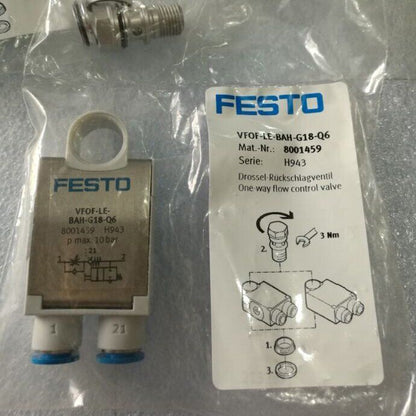 FESTO
VFOF-LE-
BAH-G18-Q6
8001459 H943
p max. 10 bar
21
1 2
1 21
FESTO
VFOF-LE-BAH-G18-Q6
Mat.-Nr.: 8001459
Serie: H943
Drossel-Rückschlagventil
One-way flow control valve
3 Nm
2.
1.
3.